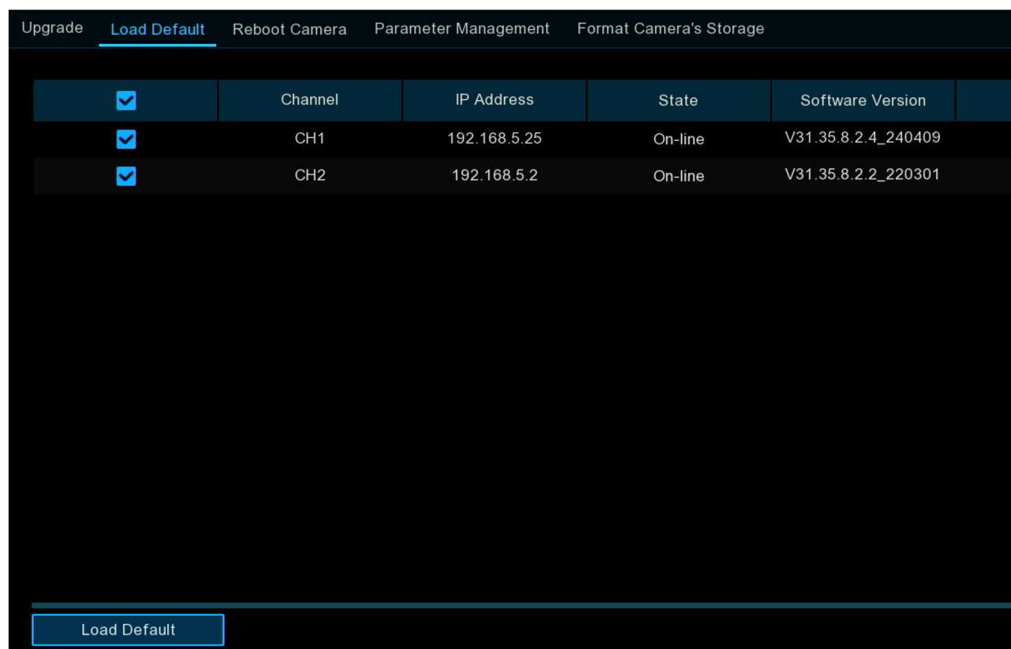 Upgrade Load Default Reboot Camera Parameter Management Format Camera's Storage
Channel IP Address State Software Version
CH1 192.168.5.25 On-line V31.35.8.2.4_240409
CH2 192.168.5.2 On-line V31.35.8.2.2_220301
Load Default